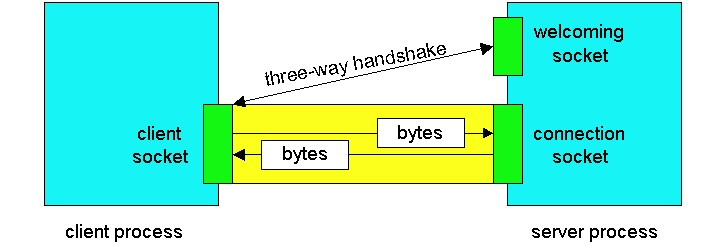 welcoming
socket
three-way handshake
client
socket
bytes
bytes
connection
socket
client process
server process